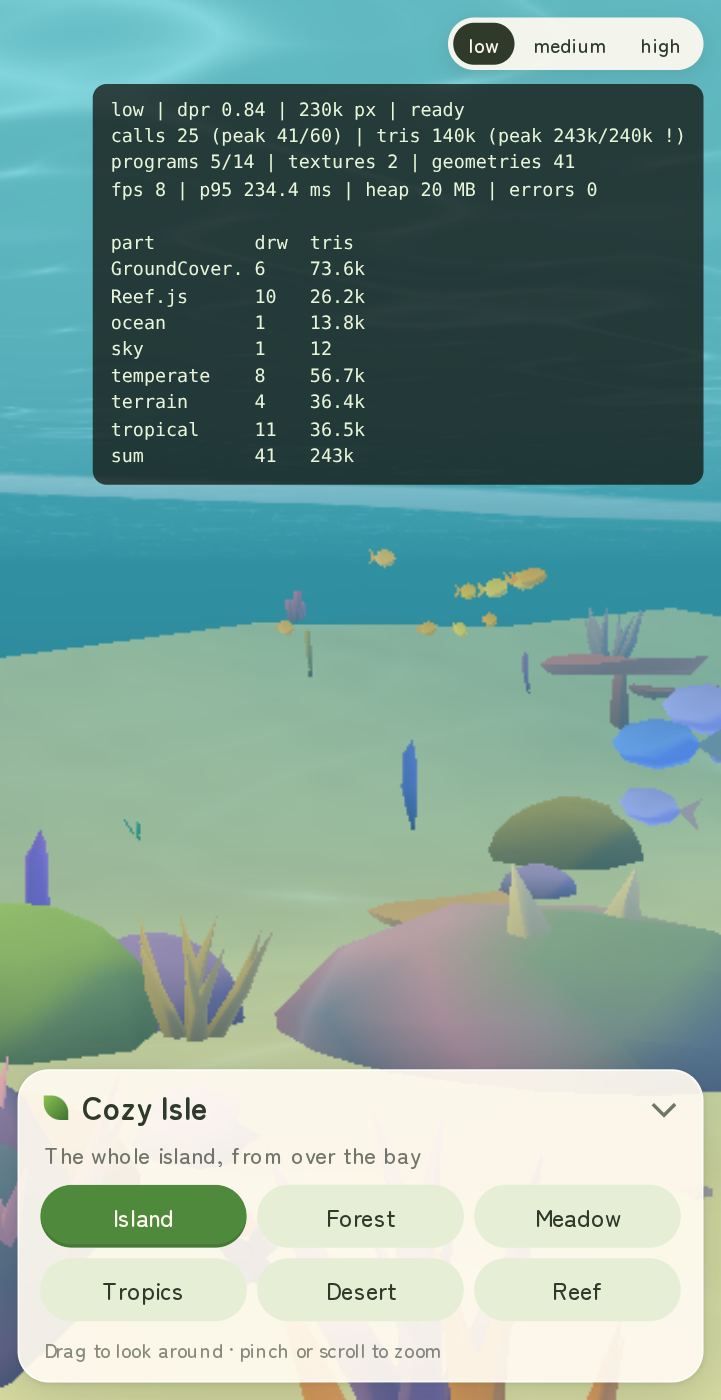 low medium high
low | dpr 0.84 | 230k px | ready
calls 25 (peak 41/60) | tris 140k (peak 243k/240k !)
programs 5/14 | textures 2 | geometries 41
fps 8 | p95 234.4 ms | heap 20 MB | errors 0
part drw tris
GroundCover. 6 73.6k
Reef.js 10 26.2k
ocean 1 13.8k
sky 1 12
temperate 8 56.7k
terrain 4 36.4k
tropical 11 36.5k
sum 41 243k
Cozy Isle
The whole island, from over the bay
Island Forest Meadow
Tropics Desert Reef
Drag to look around · pinch or scroll to zoom